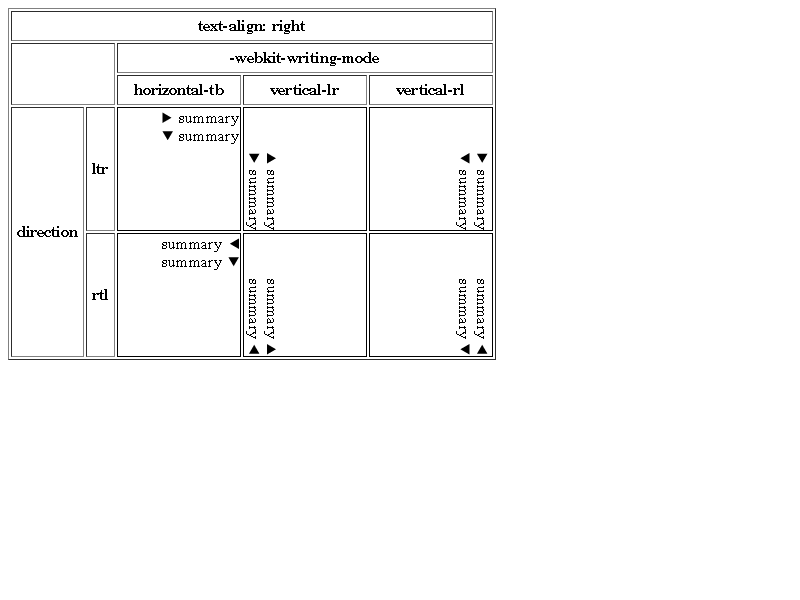 text-align: right
-webkit-writing-mode
horizontal-tb vertical-lr vertical-rl
direction
ltr
▶ summary
▼ summary
▼ summary
▶ summary
◀ summary
▼ summary
rtl
summary ◀
summary ▼
summary ▲
summary ▶
summary ◀
summary ▲